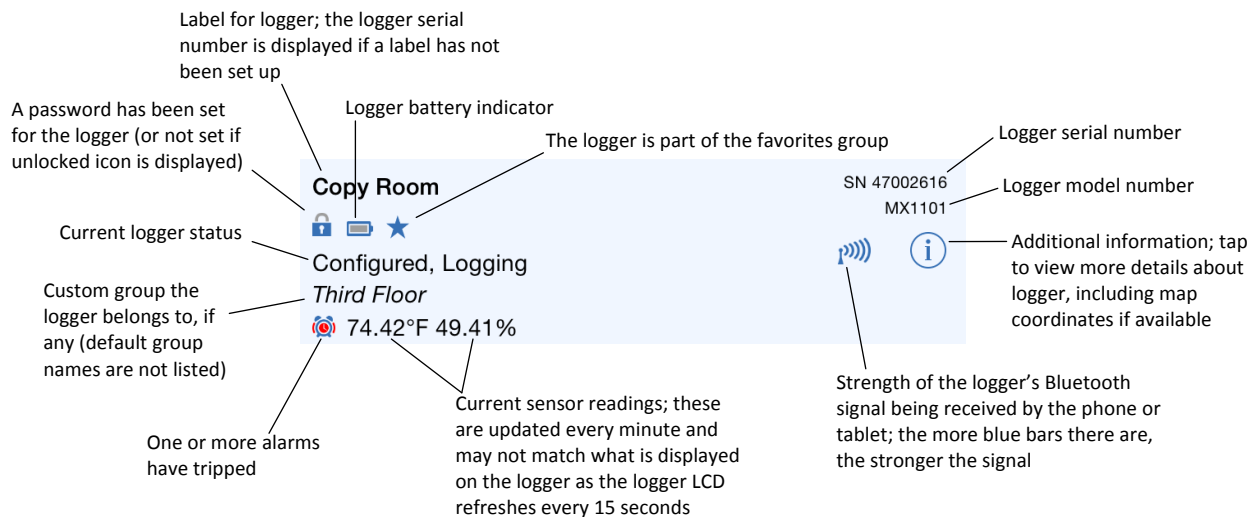 Label for logger; the logger serial
number is displayed if a label has not
been set up
A password has been set
for the logger (or not set if
unlocked icon is displayed)
Logger battery indicator
The logger is part of the favorites group
Logger serial number
Logger model number
Copy Room
SN 47002616
MX1101
Current logger status
Configured, Logging
Third Floor
74.42°F 49.41%
i
Additional information; tap
to view more details about
logger, including map
coordinates if available
Custom group the
logger belongs to, if
any (default group
names are not listed)
One or more alarms
have tripped
Current sensor readings; these
are updated every minute and
may not match what is displayed
on the logger as the logger LCD
refreshes every 15 seconds
Strength of the logger’s Bluetooth
signal being received by the phone or
tablet; the more blue bars there are,
the stronger the signal